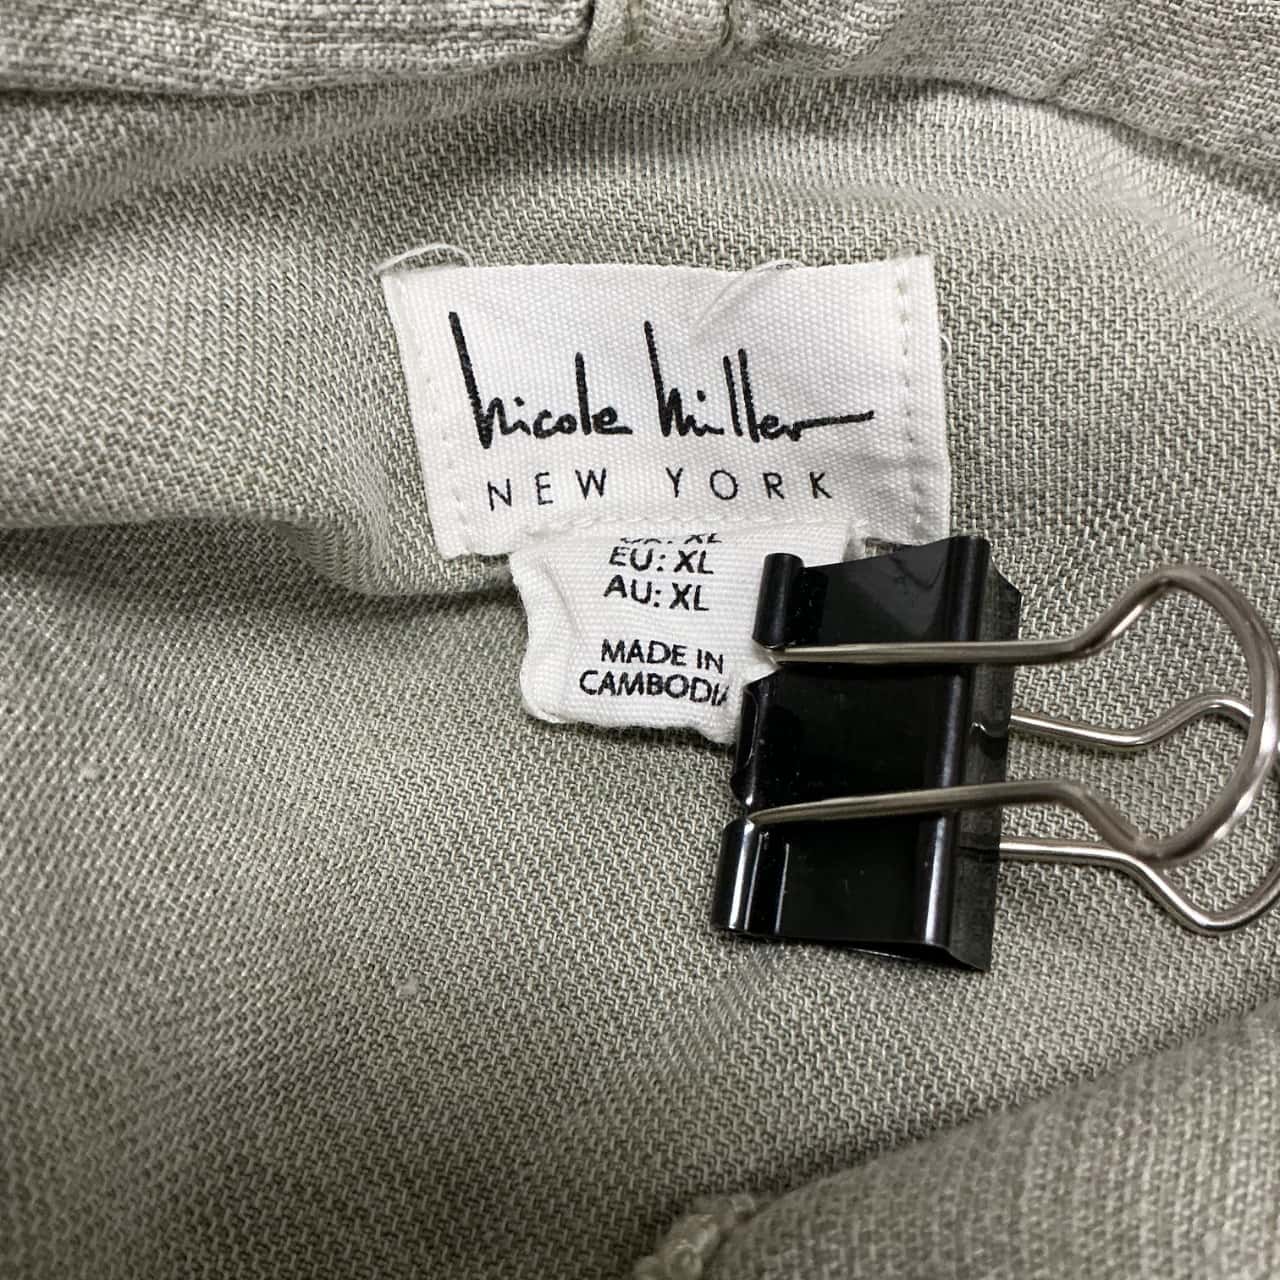 nicole miller
NEW YORK
EU: XL
AU: XL
MADE IN
CAMBODIA